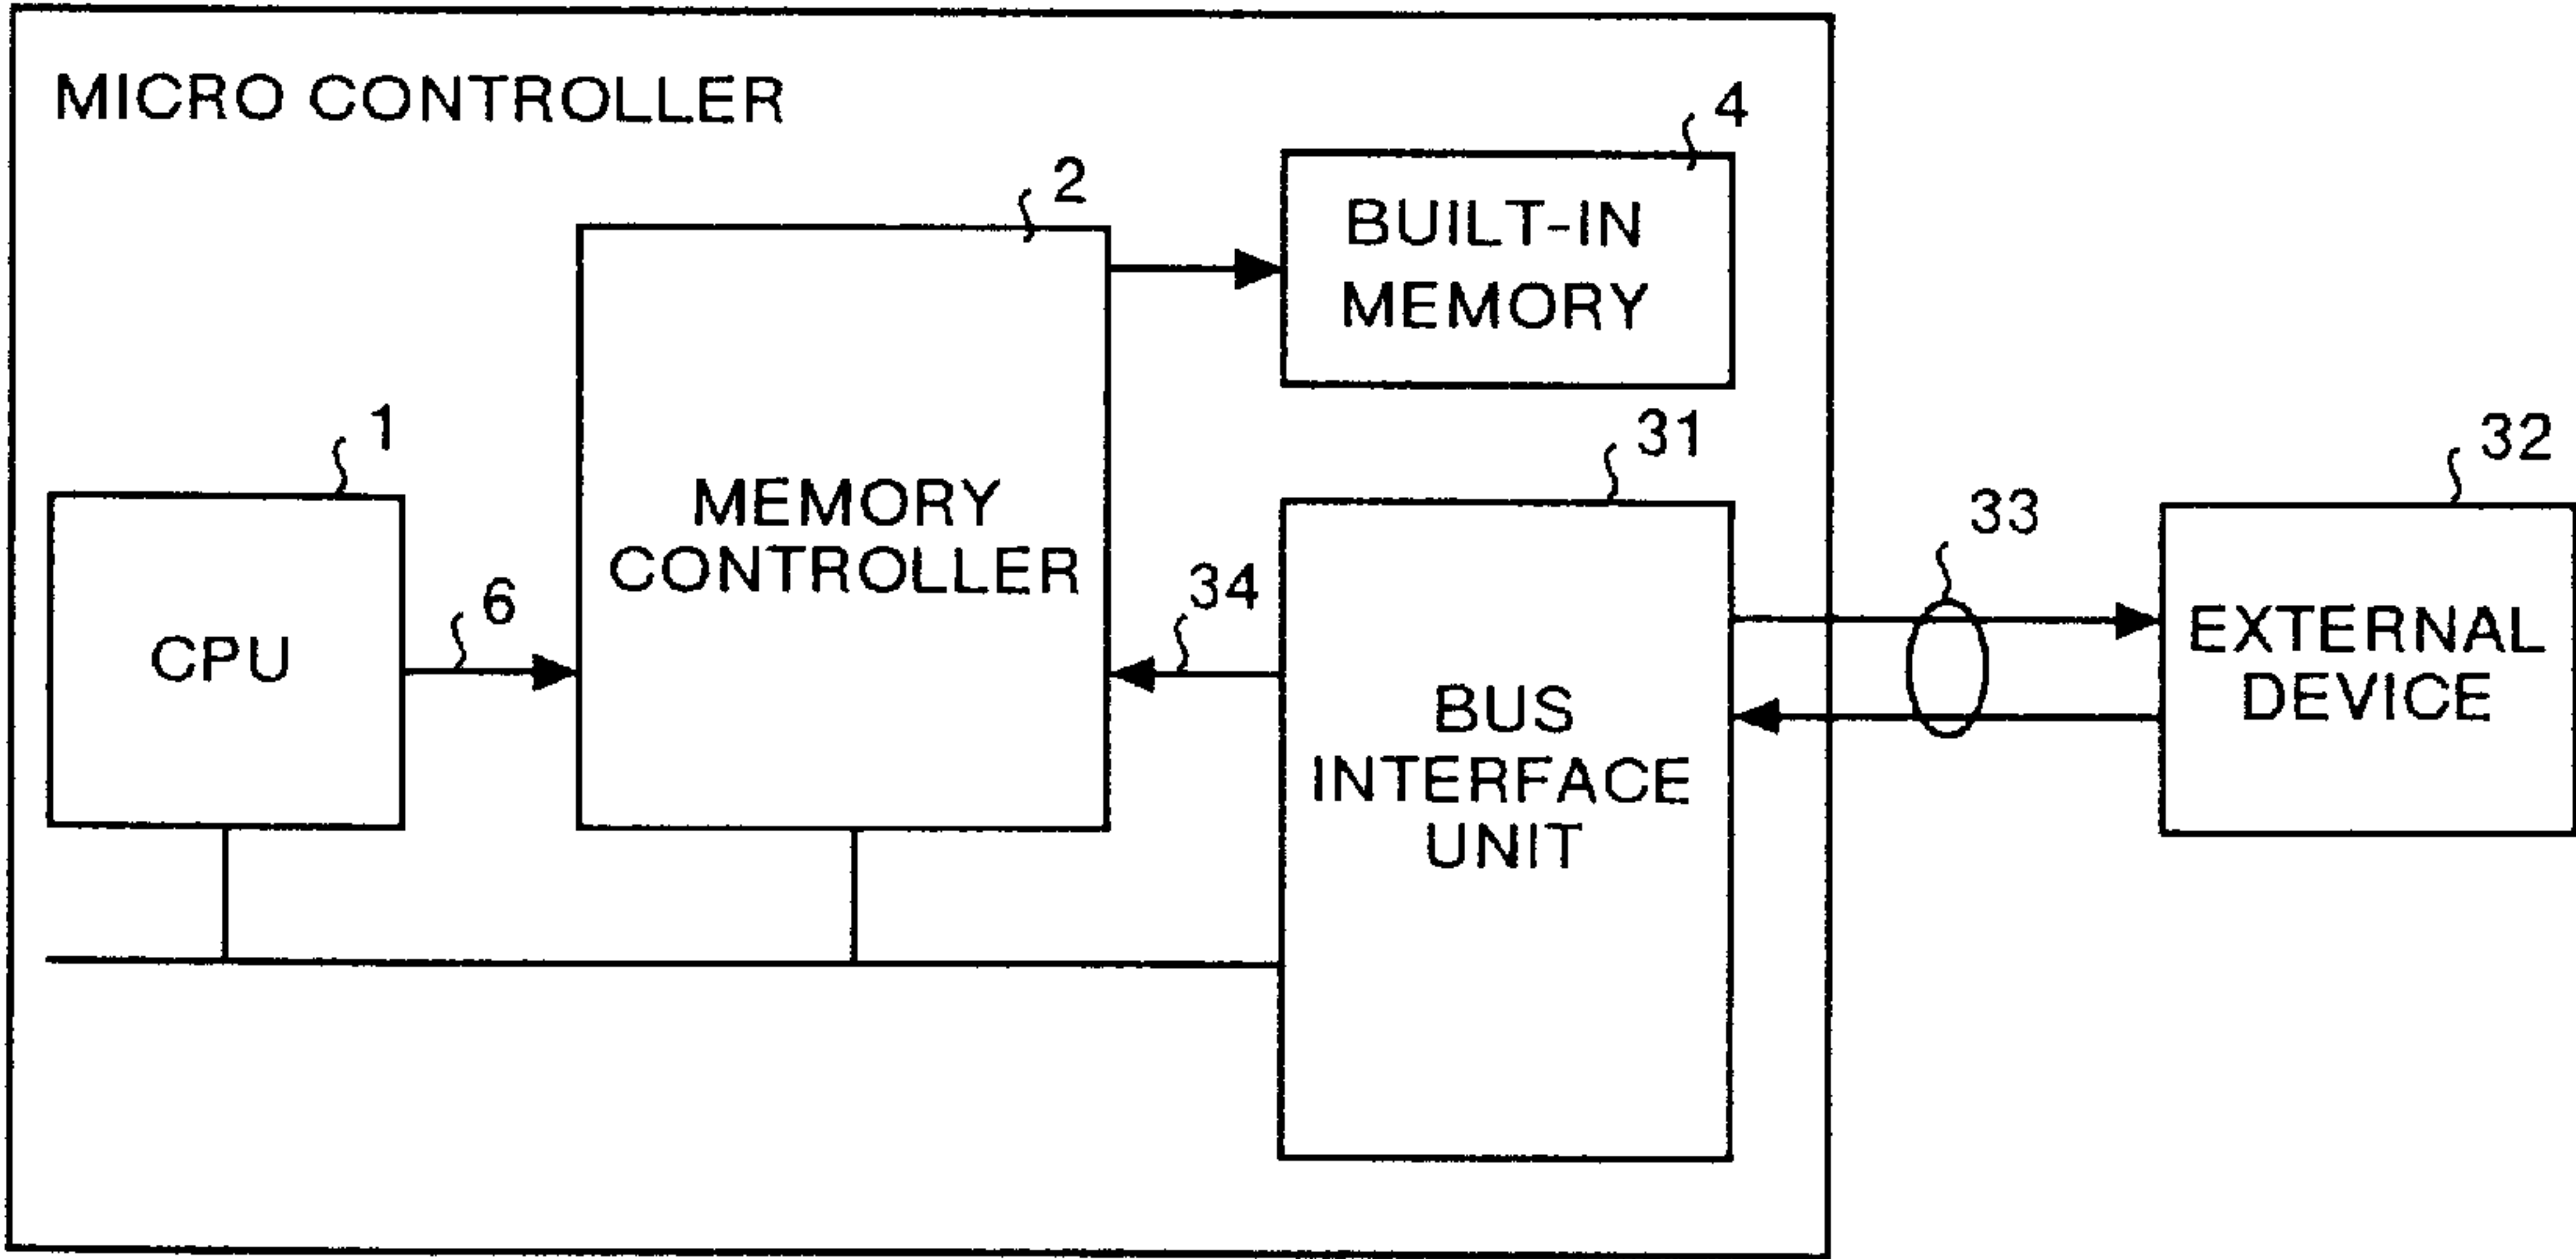 MICRO CONTROLLER
4
BUILT-IN
MEMORY
2
MEMORY
CONTROLLER
1
CPU
6
34
31
BUS
INTERFACE
UNIT
33
32
EXTERNAL
DEVICE